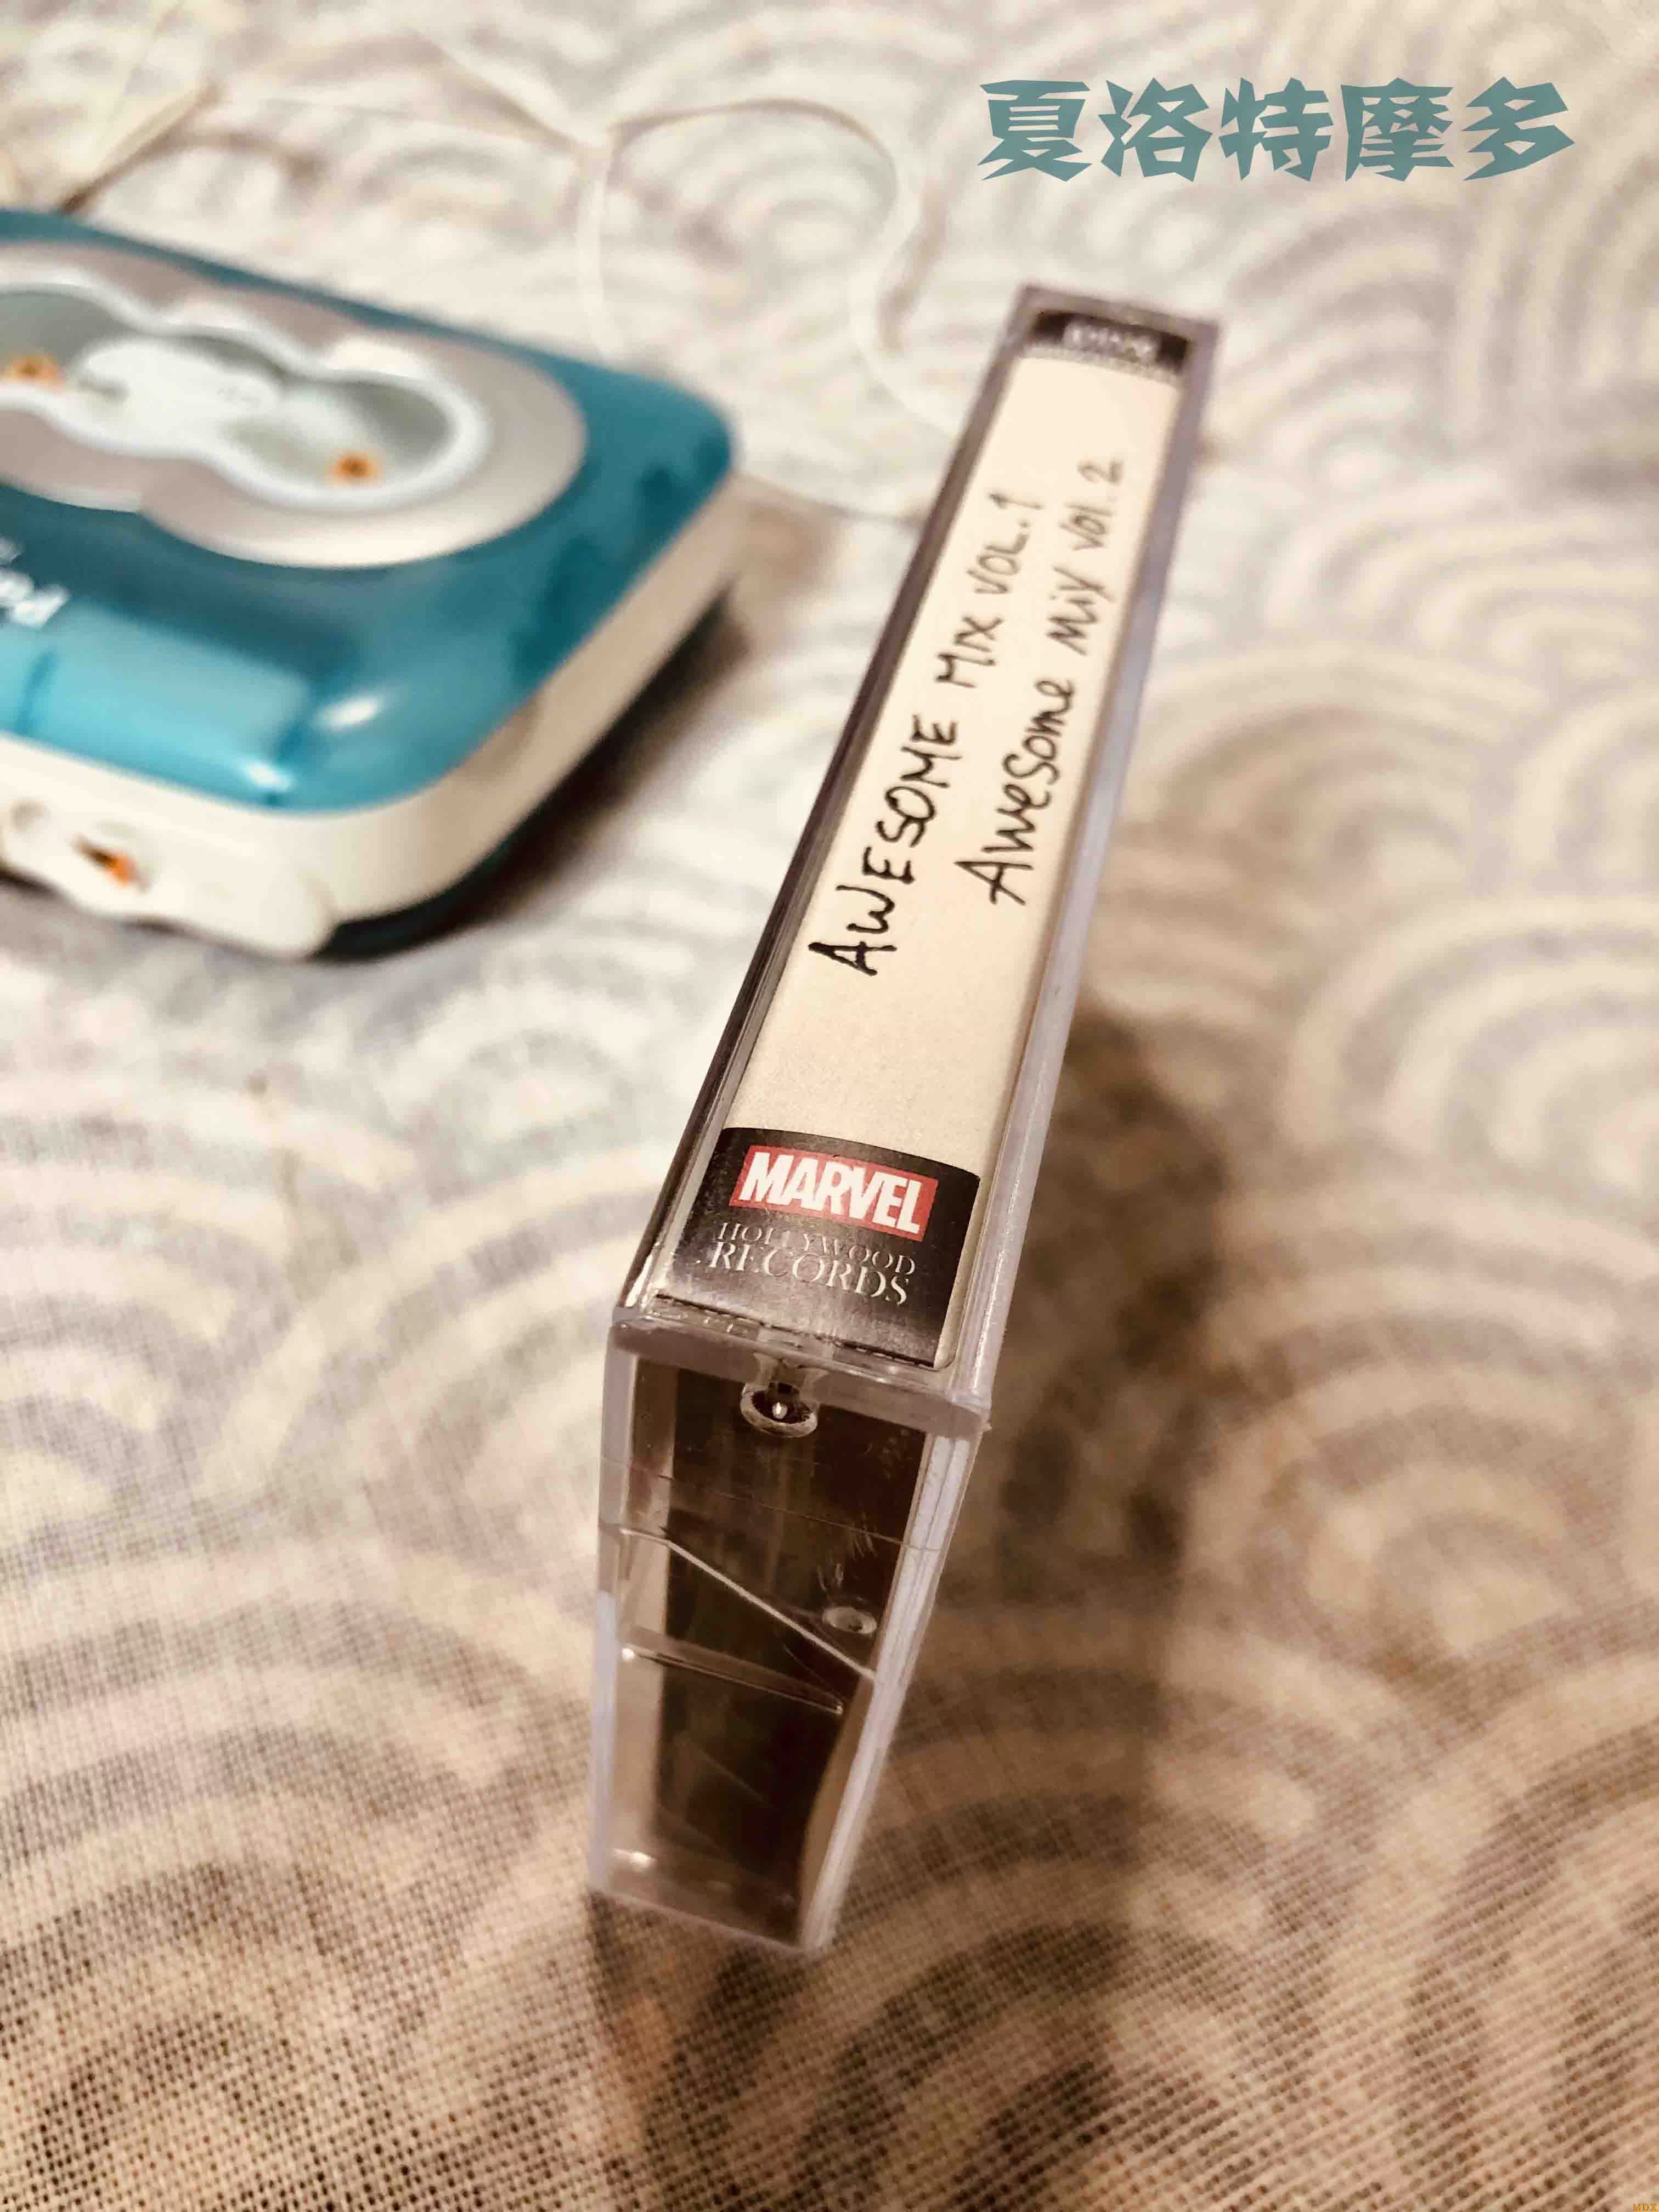 夏洛特摩多
AWESOME MIX VOL.1
Awesome Mix Vol. 2
MARVEL
HOLLYWOOD
RECORDS